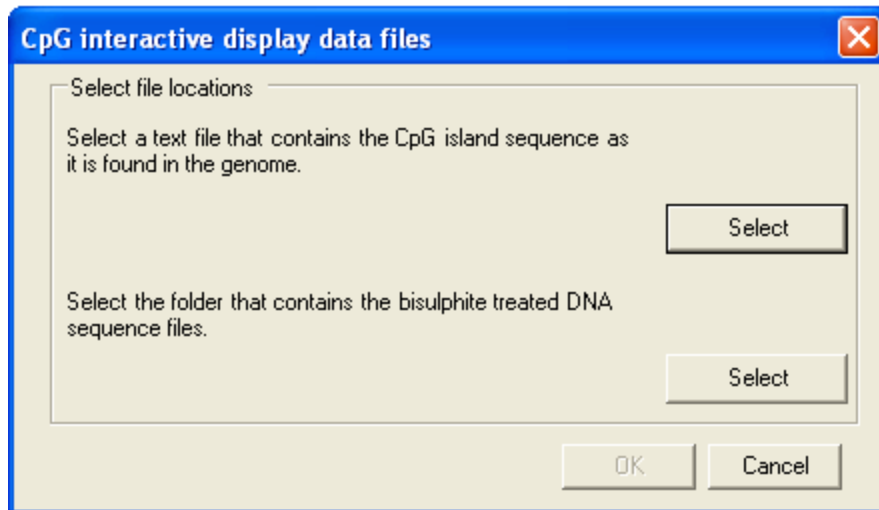 CpG interactive display data files
Select file locations
Select a text file that contains the CpG island sequence as
it is found in the genome.
Select
Select the folder that contains the bisulphite treated DNA
sequence files.
Select
OK
Cancel